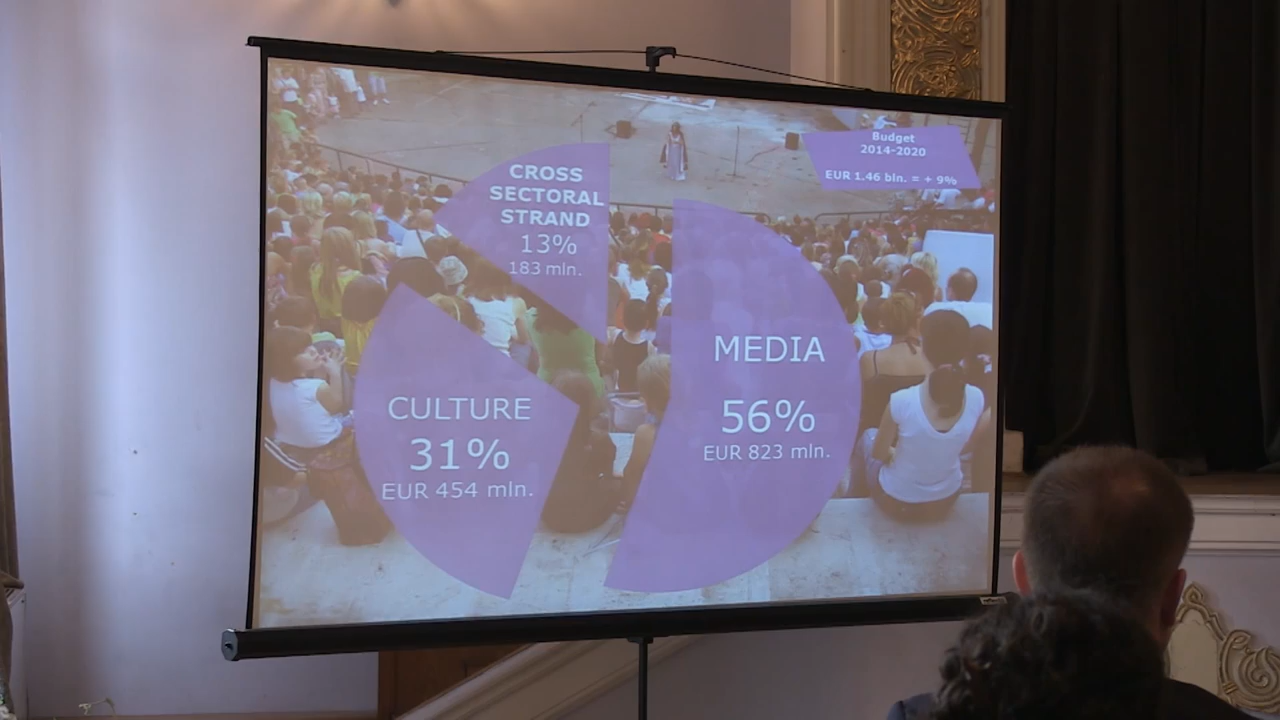 Budget
2014-2020
EUR 1.46 bln. = + 9%
CROSS
SECTORAL
STRAND
13%
183 mln.
MEDIA
56%
EUR 823 mln.
CULTURE
31%
EUR 454 mln.